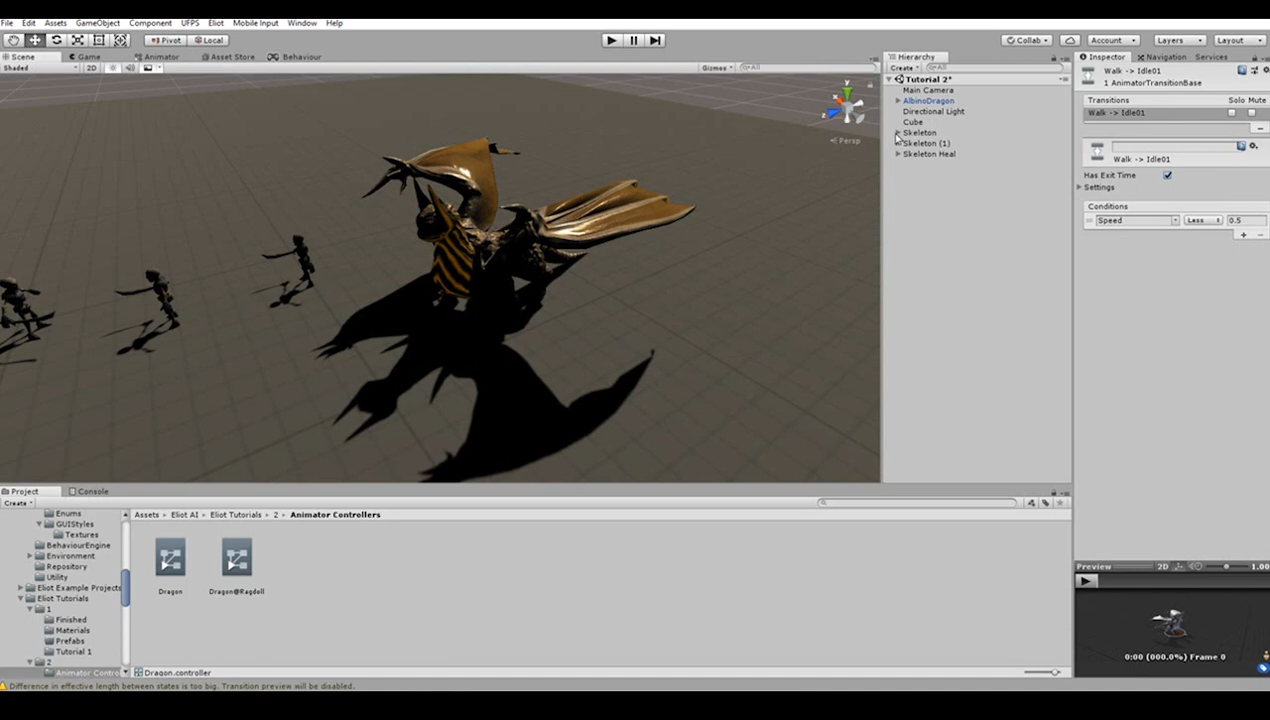 File Edit Assets GameObject Component UFPS Eliot Mobile Input Window Help
Pivot Local Collab Account Layers Layout
Scene Game Animator Asset Store Behaviour
Shaded 2D Gizmos All
y
x
z
Persp
Hierarchy
Create All
Tutorial 2*
Main Camera
AlbinoDragon
Directional Light
Cube
Skeleton
Skeleton (1)
Skeleton Heal
Inspector Navigation Services
Walk -> Idle01
1 AnimatorTransitionBase
Transitions Solo Mute
Walk -> Idle01
Walk -> Idle01
Has Exit Time
Settings
Conditions
Speed Less 0.5
Preview 2D 1.00
0:00 (000.0%) Frame 0
Project Console
Create
Enums
GUIStyles
Textures
BehaviourEngine
Environment
Repository
Utility
Eliot Example Projects
Eliot Tutorials
1
Finished
Materials
Prefabs
Tutorial 1
2
Animator Contro
Assets Eliot AI Eliot Tutorials 2 Animator Controllers
Dragon Dragon@Ragdoll
Dragon.controller
Difference in effective length between states is too big. Transition preview will be disabled.